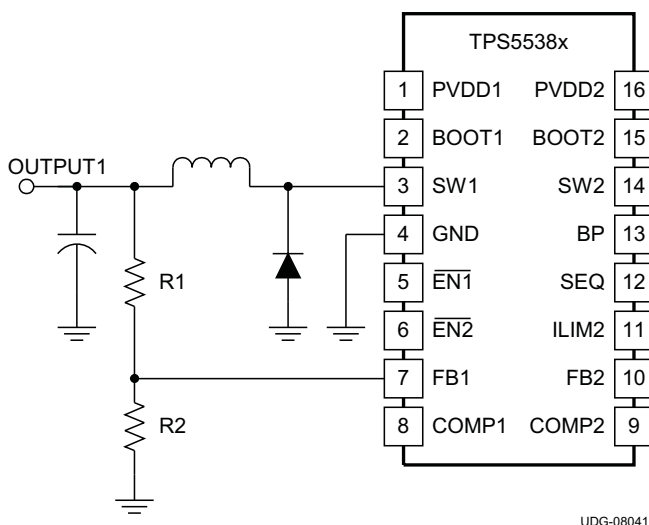 TPS5538x
1 PVDD1 PVDD2 16
2 BOOT1 BOOT2 15
OUTPUT1
3 SW1 SW2 14
4 GND BP 13
R1
5 EN1 SEQ 12
6 EN2 ILIM2 11
7 FB1 FB2 10
R2
8 COMP1 COMP2 9
UDG-08041